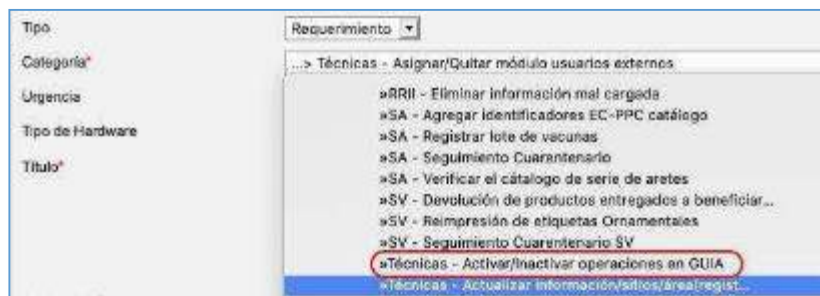 Tipo
Requerimiento
Categoría*
...> Técnicas - Asignar/Quitar módulo usuarios externos
Urgencia
»RRII - Eliminar información mal cargada
»SA - Agregar identificadores EC-PPC catálogo
Tipo de Hardware
»SA - Registrar lote de vacunas
»SA - Seguimiento Cuarentenario
Título*
»SA - Verificar el cátalogo de serie de aretes
»SV - Devolución de productos entregados a beneficiar...
»SV - Reimpresión de etiquetas Ornamentales
»SV - Seguimiento Cuarentenario SV
»Técnicas - Activar/Inactivar operaciones en GUIA
»Técnicas - Actualizar información/sitios/área|regist...